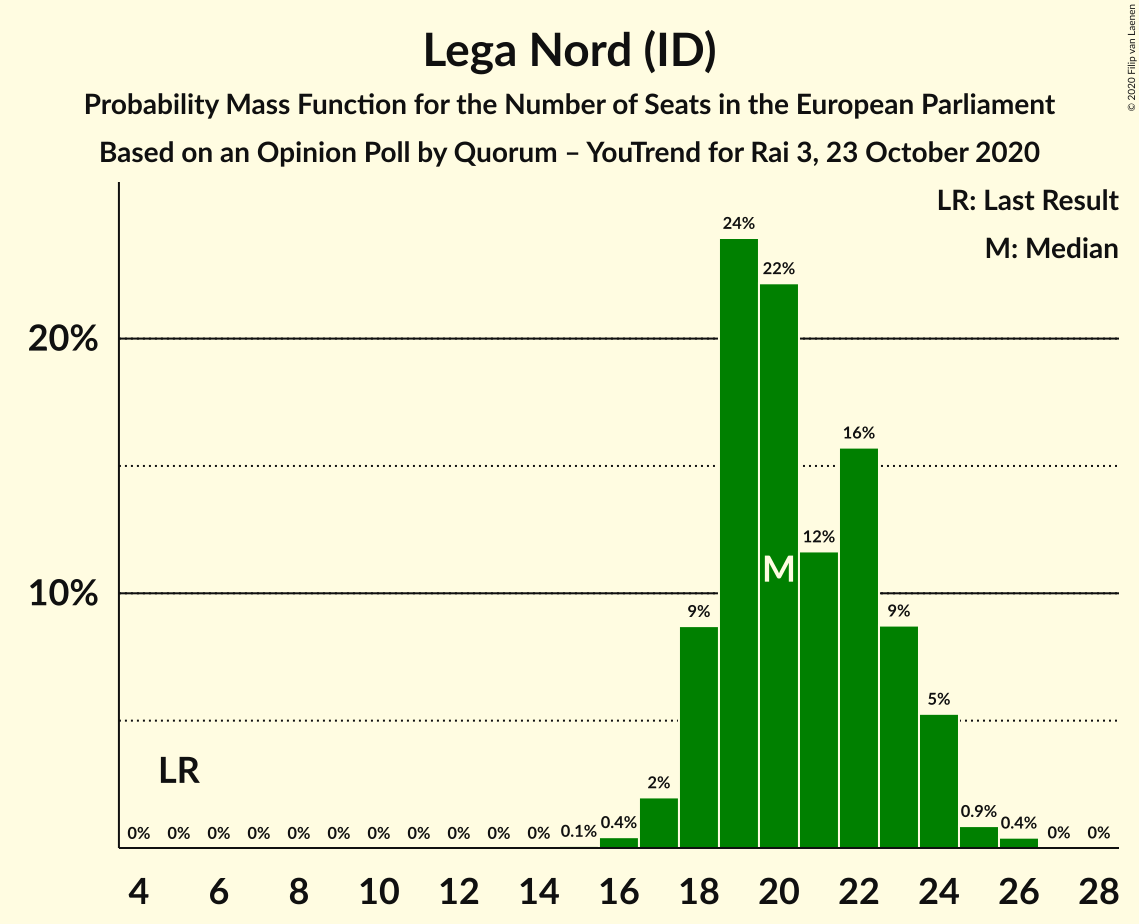 Lega Nord (ID)
Probability Mass Function for the Number of Seats in the European Parliament
Based on an Opinion Poll by Quorum – YouTrend for Rai 3, 23 October 2020
© 2020 Filip van Laenen
LR: Last Result
M: Median
24%
22%
20%
16%
12%
M
10%
9%
9%
5%
LR
2%
0% 0% 0% 0% 0% 0% 0% 0% 0% 0% 0% 0.1% 0.4% 0.9% 0.4% 0% 0%
4 6 8 10 12 14 16 18 20 22 24 26 28